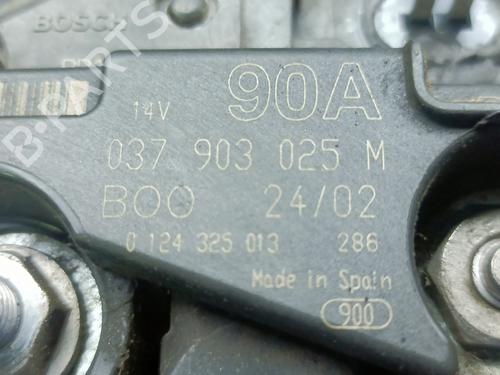 BOSCH
14V 90A
037 903 025 M
BOO 24/02
0 124 325 013 286
Made in Spain
900
B-PARTS